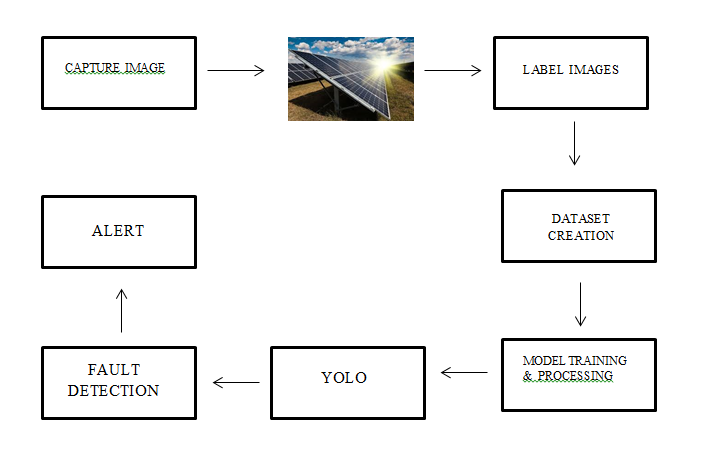 CAPTURE IMAGE
LABEL IMAGES
DATASET
CREATION
MODEL TRAINING
& PROCESSING
YOLO
FAULT
DETECTION
ALERT